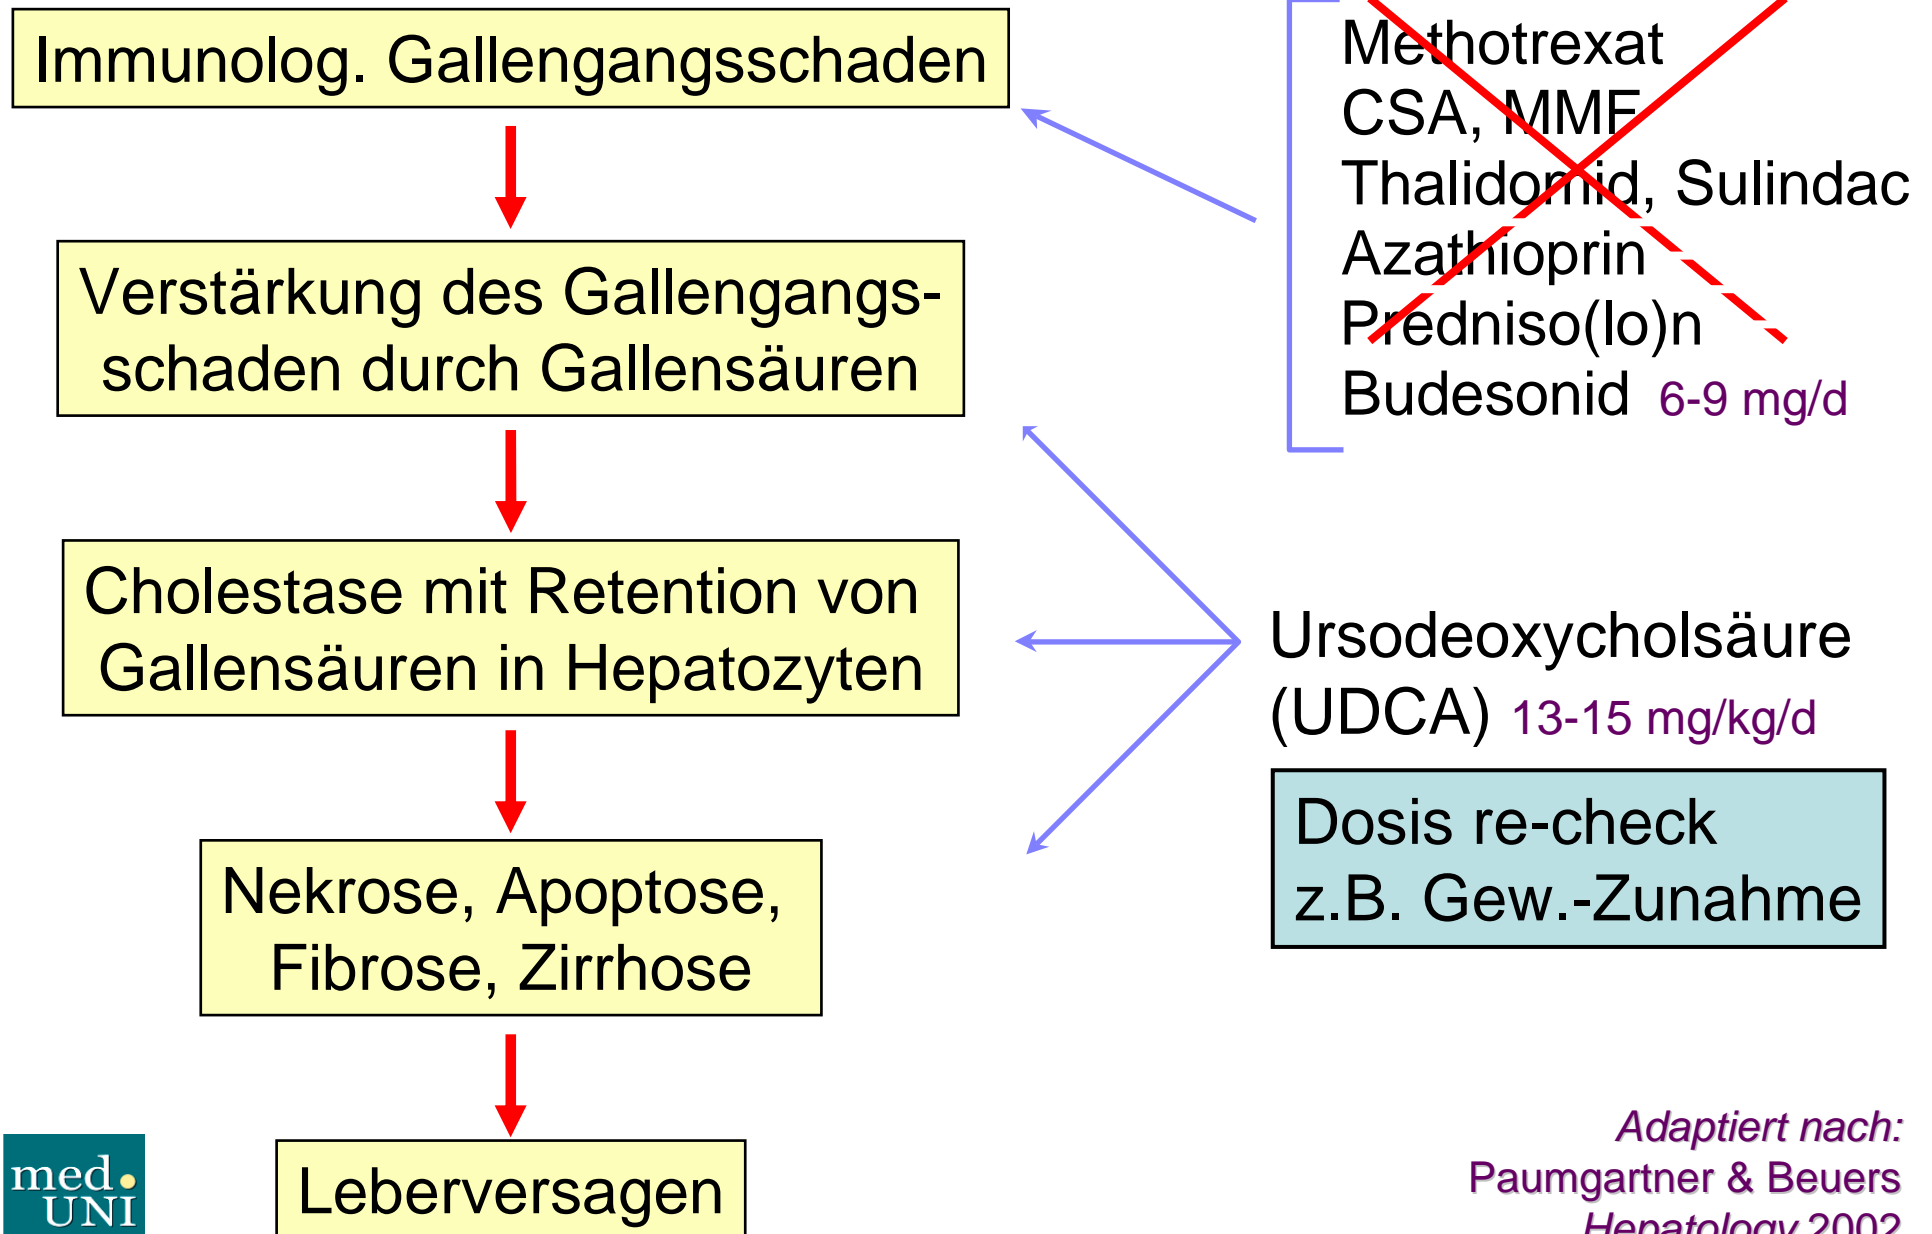 Immunolog. Gallengangsschaden
Verstärkung des Gallengangs-
schaden durch Gallensäuren
Cholestase mit Retention von
Gallensäuren in Hepatozyten
Nekrose, Apoptose,
Fibrose, Zirrhose
Leberversagen
Methotrexat
CSA, MMF
Thalidomid, Sulindac
Azathioprin
Predniso(lo)n
Budesonid 6-9 mg/d
Ursodeoxycholsäure
(UDCA) 13-15 mg/kg/d
Dosis re-check
z.B. Gew.-Zunahme
Adaptiert nach:
Paumgartner & Beuers
Hepatology 2002
med
UNI